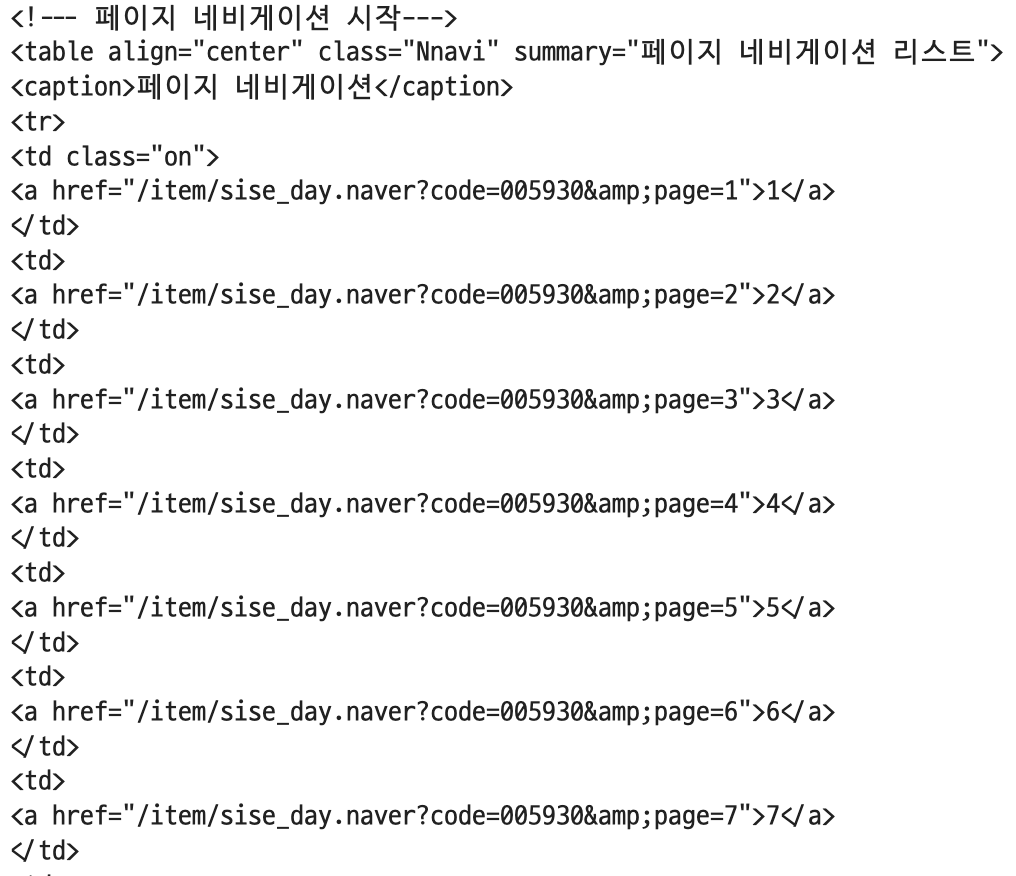 <!--- 페이지 네비게이션 시작--->
<table align="center" class="Nnavi" summary="페이지 네비게이션 리스트">
<caption>페이지 네비게이션</caption>
<tr>
<td class="on">
<a href="/item/sise_day.naver?code=005930&amp;page=1">1</a>
</td>
<td>
<a href="/item/sise_day.naver?code=005930&amp;page=2">2</a>
</td>
<td>
<a href="/item/sise_day.naver?code=005930&amp;page=3">3</a>
</td>
<td>
<a href="/item/sise_day.naver?code=005930&amp;page=4">4</a>
</td>
<td>
<a href="/item/sise_day.naver?code=005930&amp;page=5">5</a>
</td>
<td>
<a href="/item/sise_day.naver?code=005930&amp;page=6">6</a>
</td>
<td>
<a href="/item/sise_day.naver?code=005930&amp;page=7">7</a>
</td>